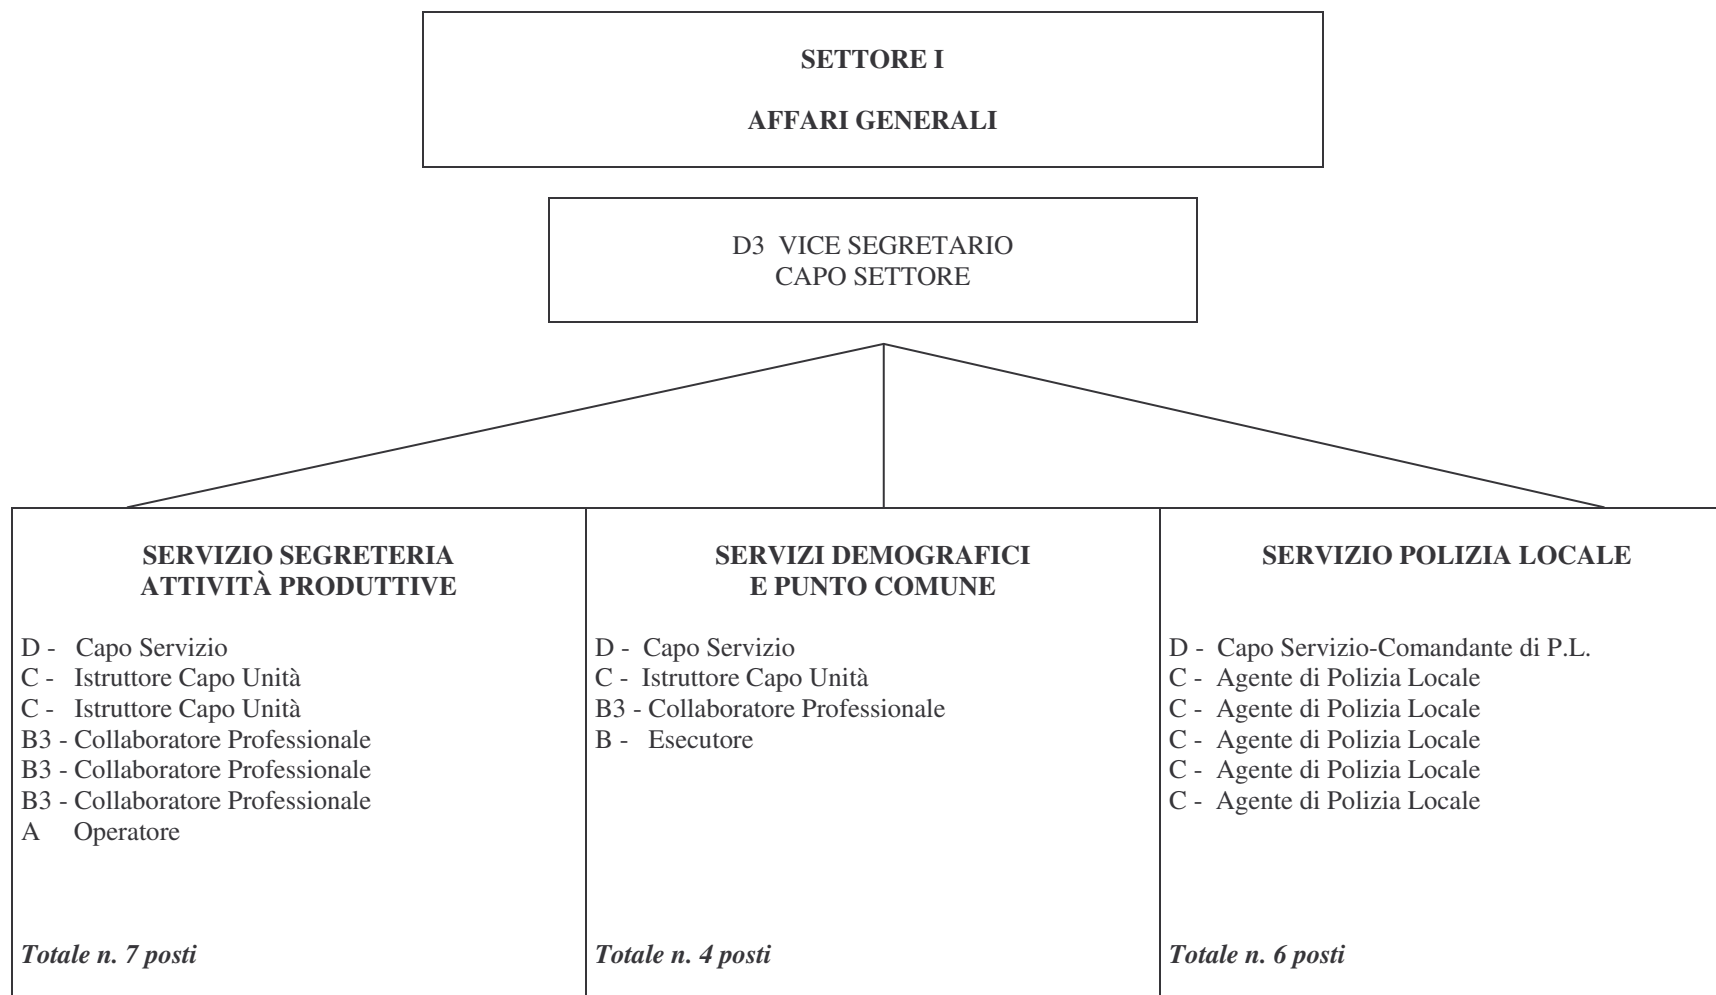 SETTORE I
AFFARI GENERALI
D3 VICE SEGRETARIO
CAPO SETTORE
SERVIZIO SEGRETERIA
ATTIVITÀ PRODUTTIVE
D - Capo Servizio
C - Istruttore Capo Unità
C - Istruttore Capo Unità
B3 - Collaboratore Professionale
B3 - Collaboratore Professionale
B3 - Collaboratore Professionale
A Operatore
Totale n. 7 posti
SERVIZI DEMOGRAFICI
E PUNTO COMUNE
D - Capo Servizio
C - Istruttore Capo Unità
B3 - Collaboratore Professionale
B - Esecutore
Totale n. 4 posti
SERVIZIO POLIZIA LOCALE
D - Capo Servizio-Comandante di P.L.
C - Agente di Polizia Locale
C - Agente di Polizia Locale
C - Agente di Polizia Locale
C - Agente di Polizia Locale
C - Agente di Polizia Locale
Totale n. 6 posti